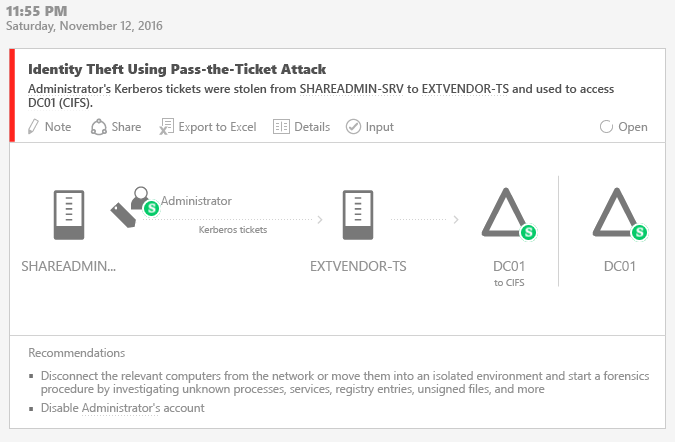 11:55 PM
Saturday, November 12, 2016
Identity Theft Using Pass-the-Ticket Attack
Administrator's Kerberos tickets were stolen from SHAREADMIN-SRV to EXTVENDOR-TS and used to access
DC01 (CIFS).
Note Share Export to Excel Details Input Open
Administrator
S S S
Kerberos tickets
SHAREADMIN... EXTVENDOR-TS DC01 DC01
to CIFS
Recommendations
▪ Disconnect the relevant computers from the network or move them into an isolated environment and start a forensics
procedure by investigating unknown processes, services, registry entries, unsigned files, and more
▪ Disable Administrator's account